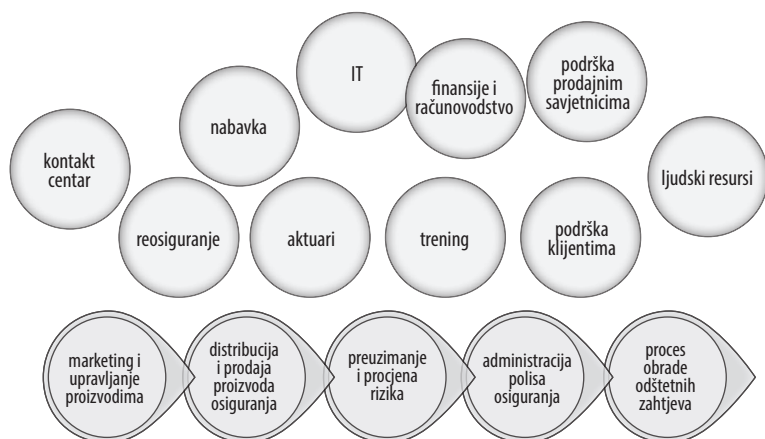 IT
finansije i
računovodstvo
podrška
prodajnim
savjetnicima
nabavka
kontakt
centar
ljudski resursi
reosiguranje
aktuari
trening
podrška
klijentima
marketing i
upravljanje
proizvodima
distribucija
i prodaja
proizvoda
osiguranja
preuzimanje
i procjena
rizika
administracija
polisa
osiguranja
proces
obrade
odštetnih
zahtjeva